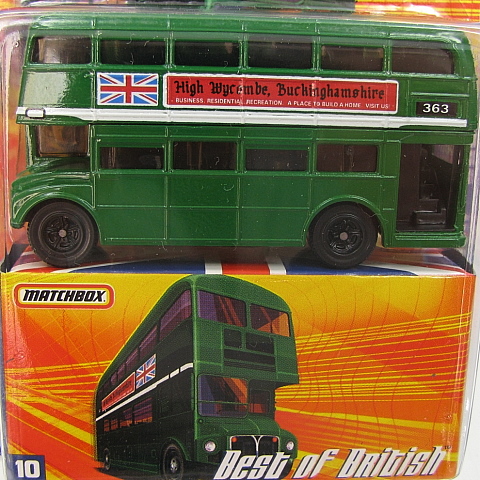 High Wycombe, Buckinghamshire
BUSINESS, RESIDENTIAL, RECREATION A PLACE TO BUILD A HOME VISIT US!
363
MATCHBOX
10
Best of British